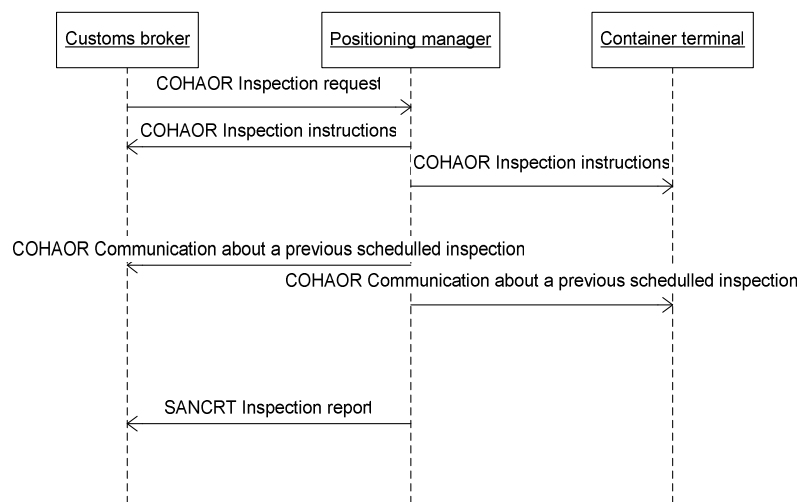 Customs broker
Positioning manager
Container terminal
COHAOR Inspection request
COHAOR Inspection instructions
COHAOR Inspection instructions
COHAOR Communication about a previous schedulled inspection
COHAOR Communication about a previous schedulled inspection
SANCRT Inspection report